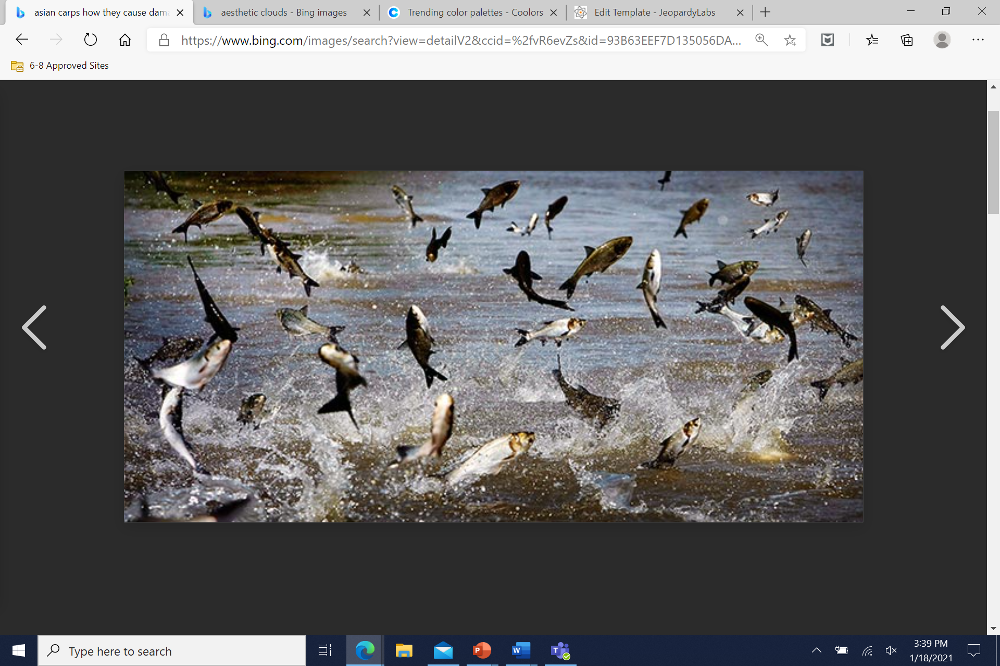 asian carps how they cause dam
aesthetic clouds - Bing images
Trending color palettes - Coolors
Edit Template - JeopardyLabs
https://www.bing.com/images/search?view=detailV2&ccid=%2fvR6evZs&id=93B63EEF7D135056DA...
6-8 Approved Sites
Type here to search
P
W
T
3:39 PM
1/18/2021